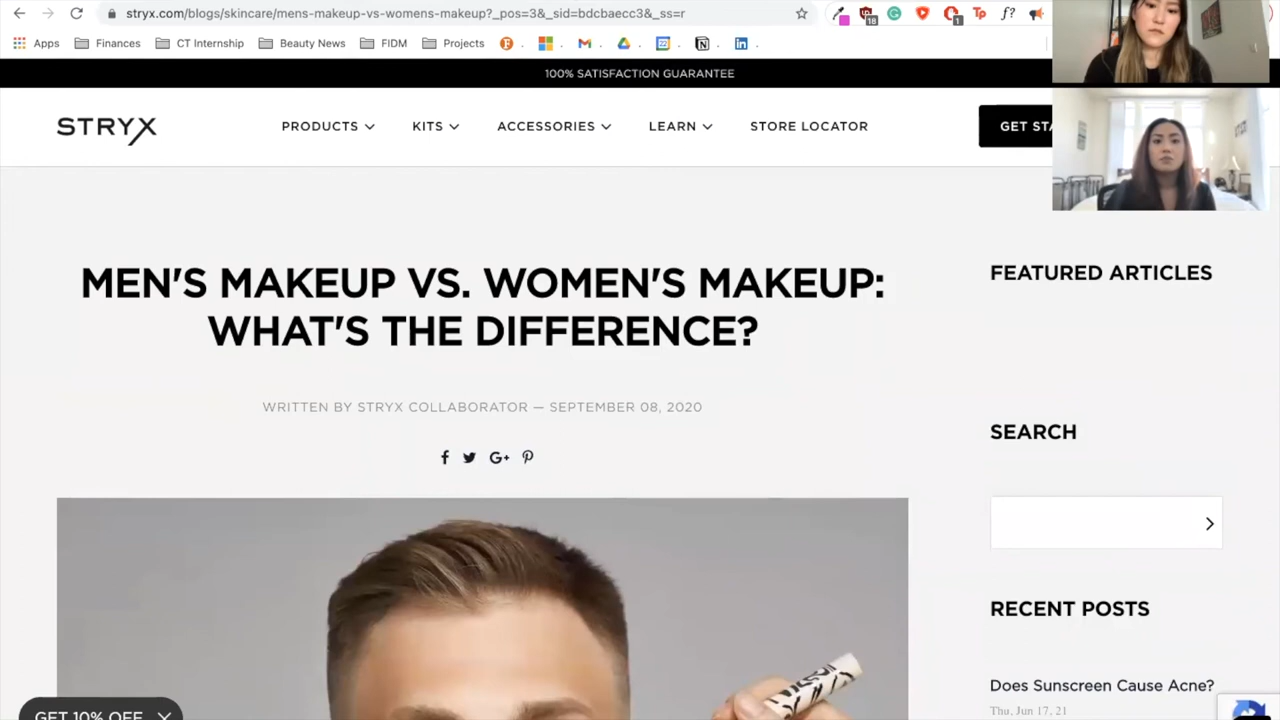 stryx.com/blogs/skincare/mens-makeup-vs-womens-makeup?_pos=3&_sid=bdcbaecc3&_ss=r
18
1
Tp
f?
Apps
Finances
CT Internship
Beauty News
FIDM
Projects
100% SATISFACTION GUARANTEE
STRYX
PRODUCTS
KITS
ACCESSORIES
LEARN
STORE LOCATOR
GET STA
MEN'S MAKEUP VS. WOMEN'S MAKEUP:
WHAT'S THE DIFFERENCE?
WRITTEN BY STRYX COLLABORATOR — SEPTEMBER 08, 2020
FEATURED ARTICLES
SEARCH
RECENT POSTS
Does Sunscreen Cause Acne?
Thu, Jun 17, 21
GET 10% OFF